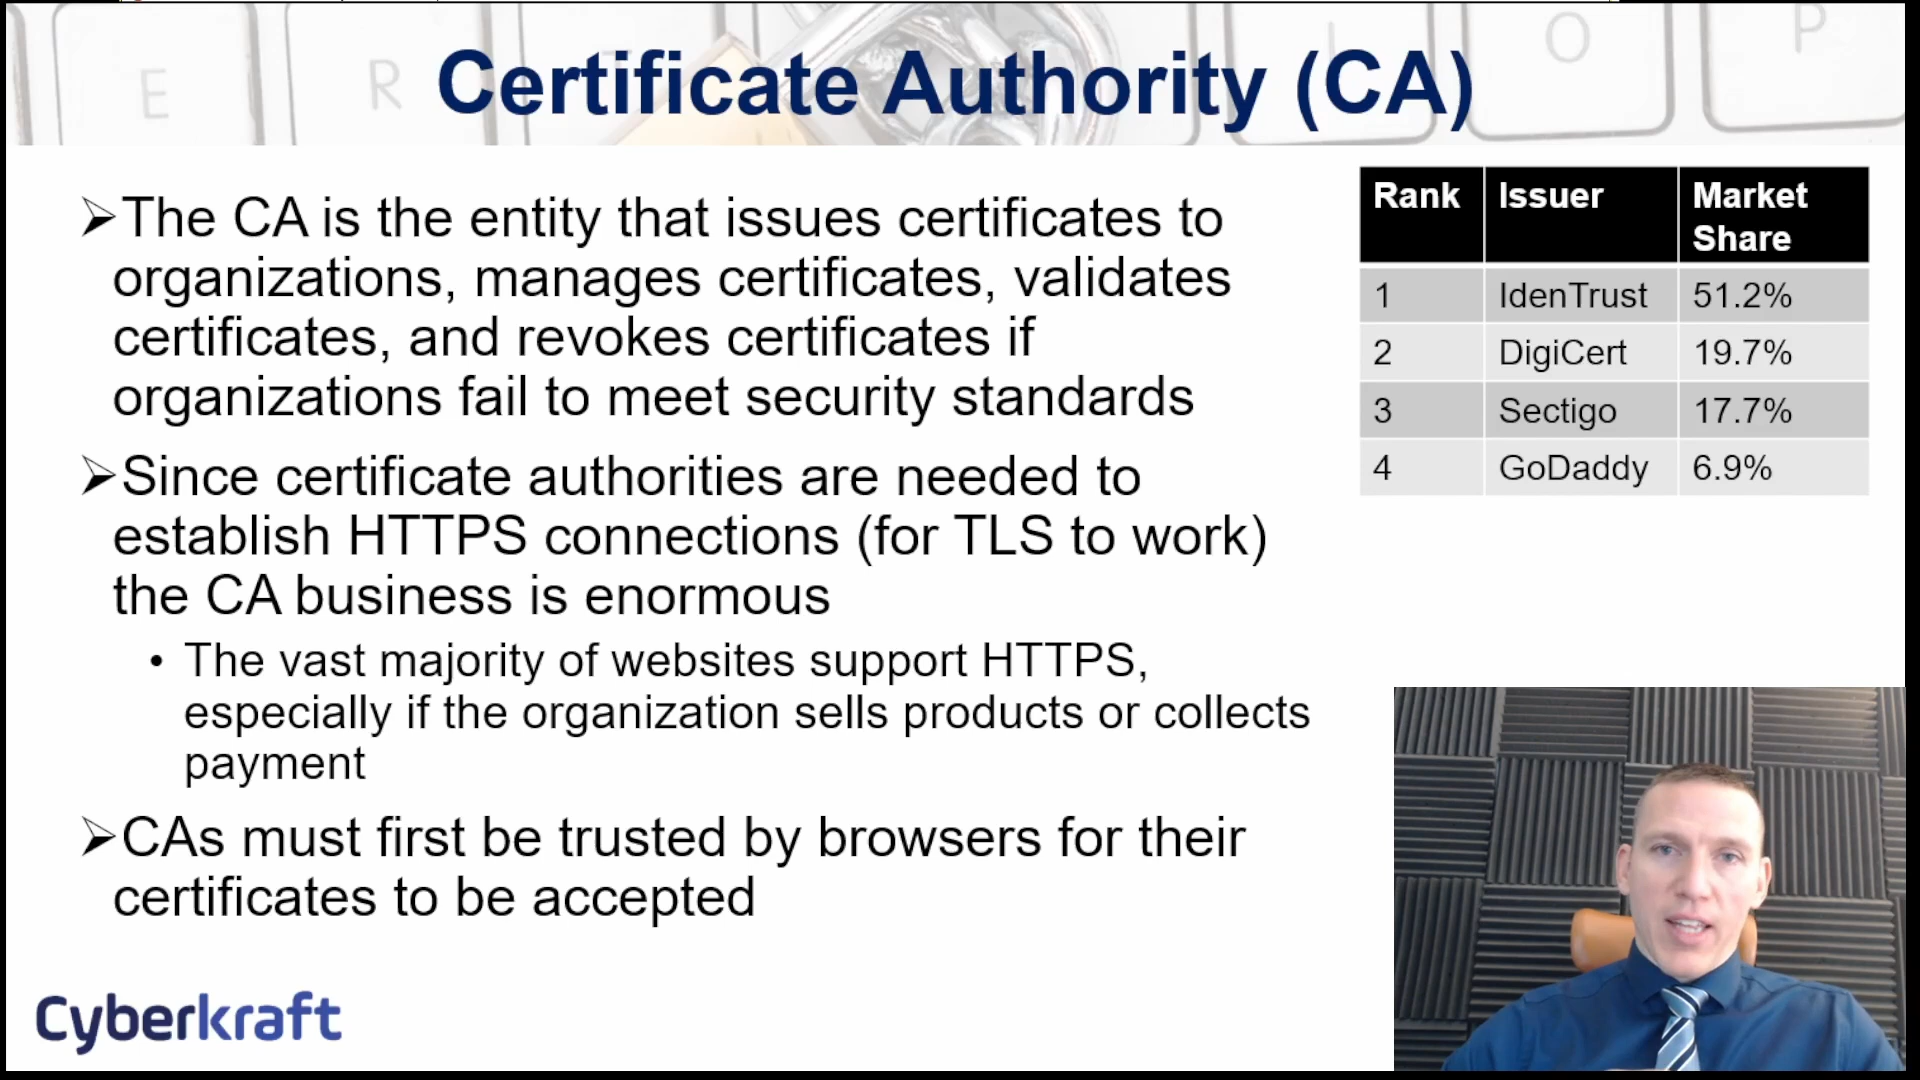 Certificate Authority (CA)
➢The CA is the entity that issues certificates to
organizations, manages certificates, validates
certificates, and revokes certificates if
organizations fail to meet security standards
➢Since certificate authorities are needed to
establish HTTPS connections (for TLS to work)
the CA business is enormous
• The vast majority of websites support HTTPS,
especially if the organization sells products or collects
payment
➢CAs must first be trusted by browsers for their
certificates to be accepted
Rank Issuer Market
Share
1 IdenTrust 51.2%
2 DigiCert 19.7%
3 Sectigo 17.7%
4 GoDaddy 6.9%
Cyberkraft
E R I O P